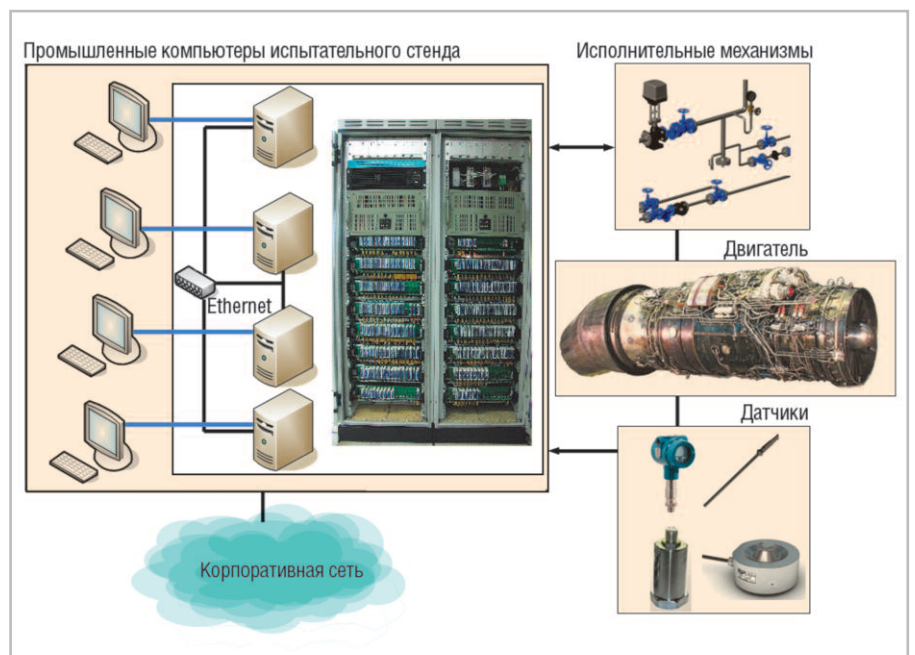 Промышленные компьютеры испытательного стенда
Исполнительные механизмы
Двигатель
Ethernet
Датчики
Корпоративная сеть